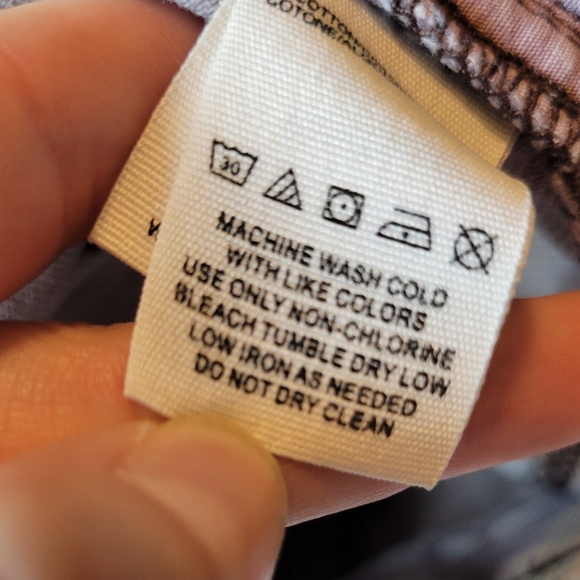 30
MACHINE WASH COLD
WITH LIKE COLORS
USE ONLY NON-CHLORINE
BLEACH TUMBLE DRY LOW
LOW IRON AS NEEDED
DO NOT DRY CLEAN